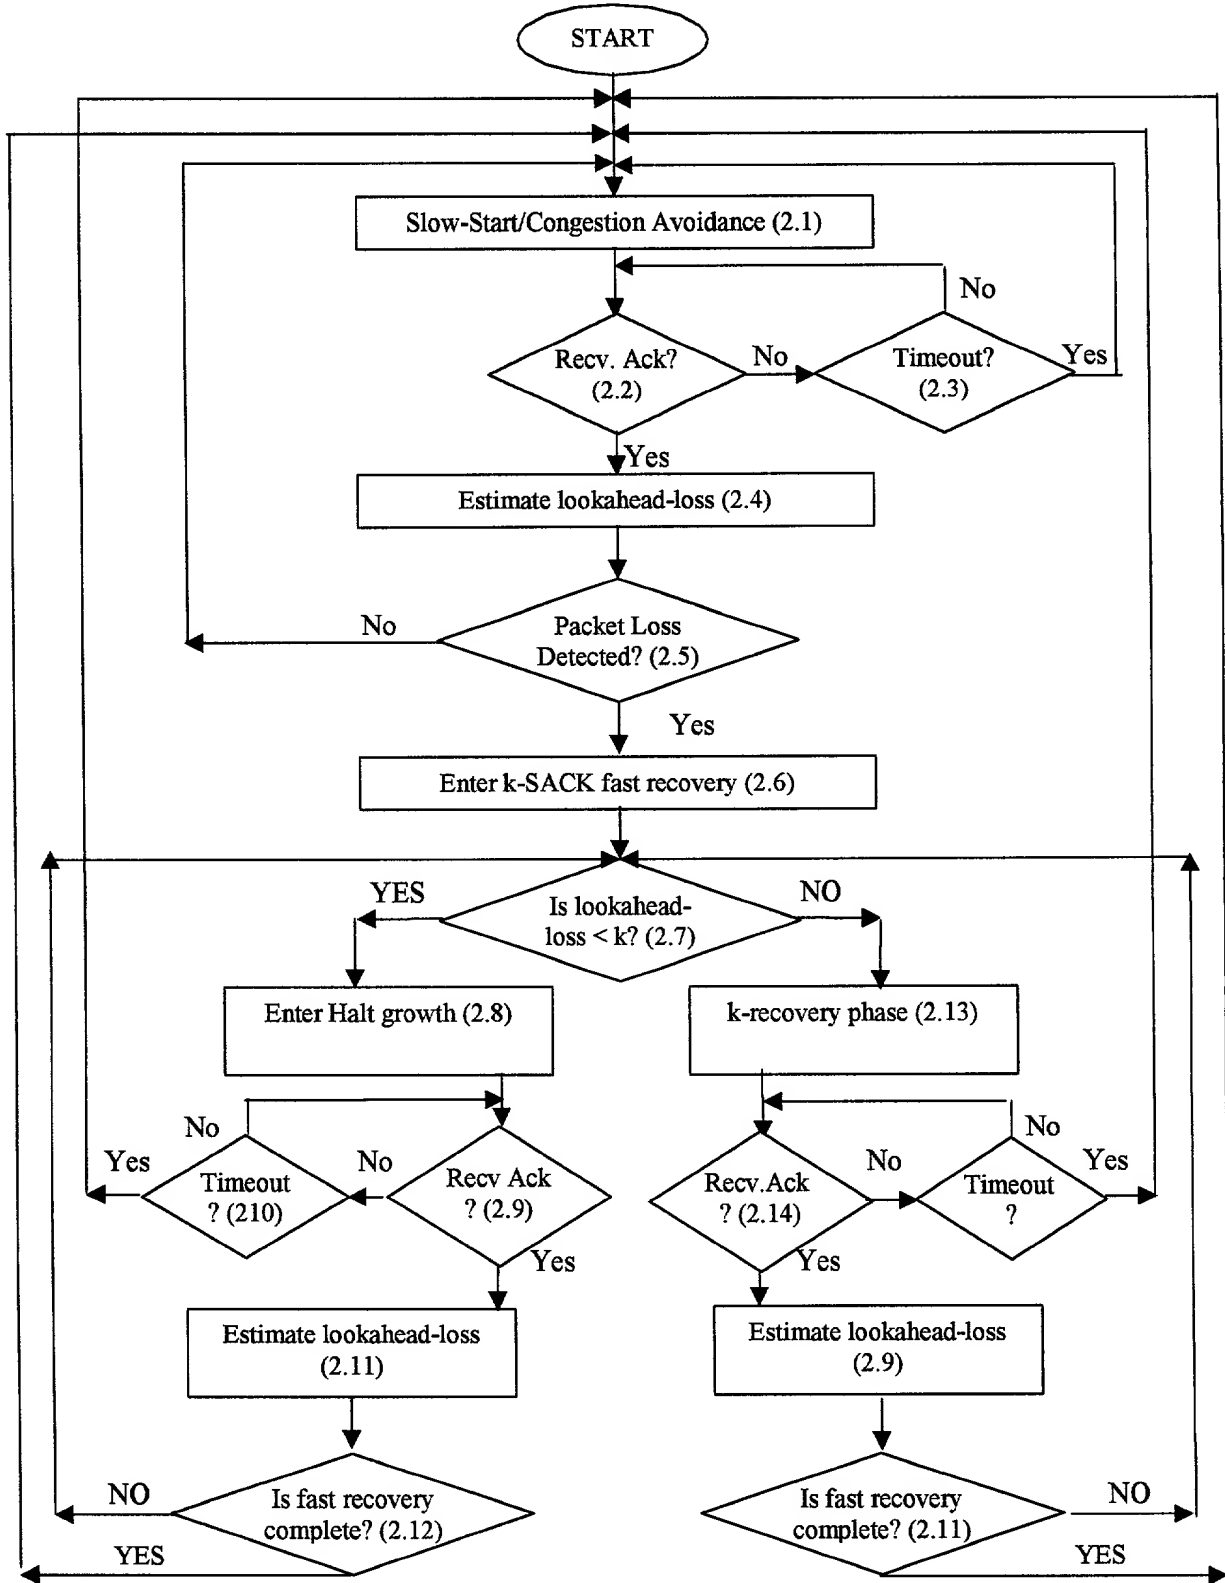 START
Slow-Start/Congestion Avoidance (2.1)
No
Recv. Ack?
(2.2)
No
Timeout?
(2.3)
Yes
Yes
Estimate lookahead-loss (2.4)
No
Packet Loss
Detected? (2.5)
Yes
Enter k-SACK fast recovery (2.6)
YES
Is lookahead-
loss < k? (2.7)
NO
Enter Halt growth (2.8)
k-recovery phase (2.13)
No
Yes
Timeout
? (210)
No
Recv Ack
? (2.9)
Yes
No
Recv.Ack
? (2.14)
No
Timeout
?
Yes
Yes
Estimate lookahead-loss
(2.11)
Estimate lookahead-loss
(2.9)
NO
Is fast recovery
complete? (2.12)
YES
Is fast recovery
complete? (2.11)
NO
YES